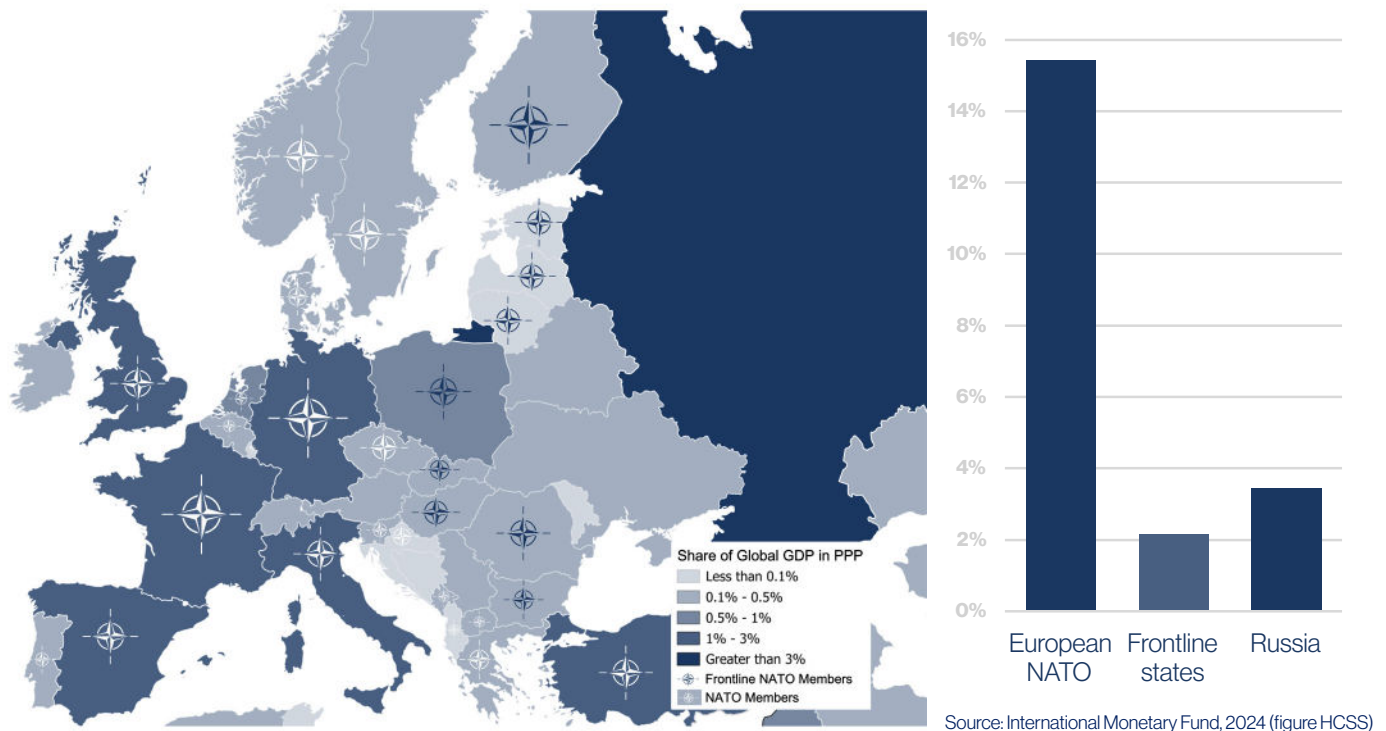 Share of Global GDP in PPP
Less than 0.1%
0.1% - 0.5%
0.5% - 1%
1% - 3%
Greater than 3%
Frontline NATO Members
NATO Members
16%
14%
12%
10%
8%
6%
4%
2%
0%
European
NATO
Frontline
states
Russia
Source: International Monetary Fund, 2024 (figure HCSS)